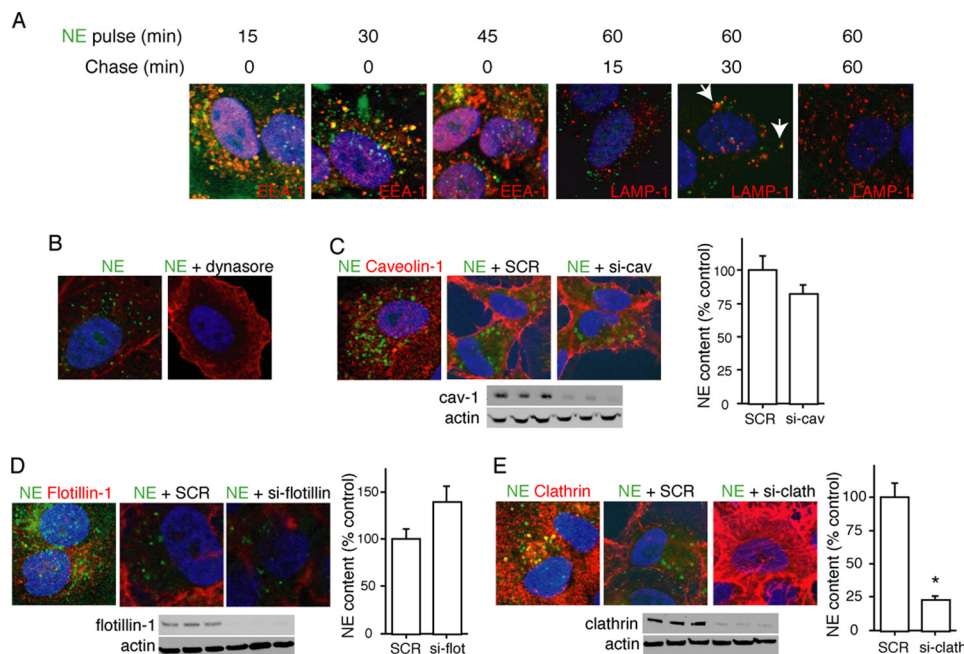 A
NE pulse (min) 15 30 45 60 60 60
Chase (min) 0 0 0 15 30 60
EEA-1 EEA-1 EEA-1 LAMP-1 LAMP-1 LAMP-1
B
NE NE + dynasore
C
NE Caveolin-1 NE + SCR NE + si-cav
cav-1
actin
NE content (% control)
100
75
50
25
0
SCR si-cav
D
NE Flotillin-1 NE + SCR NE + si-flotillin
flotillin-1
actin
NE content (% control)
150
100
150
0
SCR si-flot
E
NE Clathrin NE + SCR NE + si-clath
clathrin
actin
NE content (% control)
100
75
50
25
0
*
SCR si-clath